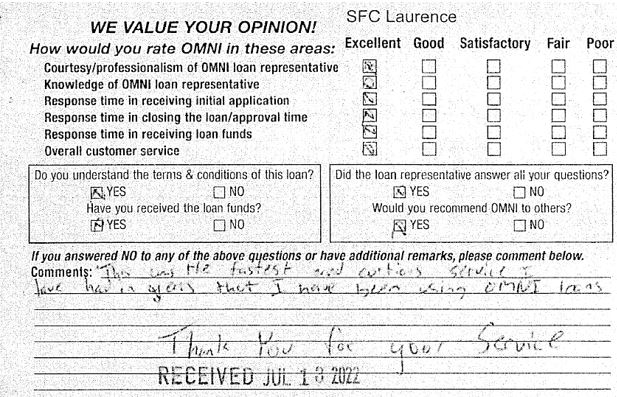 SFC Laurence
WE VALUE YOUR OPINION!
How would you rate OMNI in these areas: Excellent Good Satisfactory Fair Poor
Courtesy/professionalism of OMNI loan representative
Knowledge of OMNI loan representative
Response time in receiving initial application
Response time in closing the loan/approval time
Response time in receiving loan funds
Overall customer service
Do you understand the terms & conditions of this loan?
YES NO
Have you received the loan funds?
YES NO
Did the loan representative answer all your questions?
YES NO
Would you recommend OMNI to others?
YES NO
If you answered NO to any of the above questions or have additional remarks, please comment below.
Comments: This was the fastest and service I
have had in years that I have been using OMNI loans
Thank You for your Service
RECEIVED JUL 13 2022